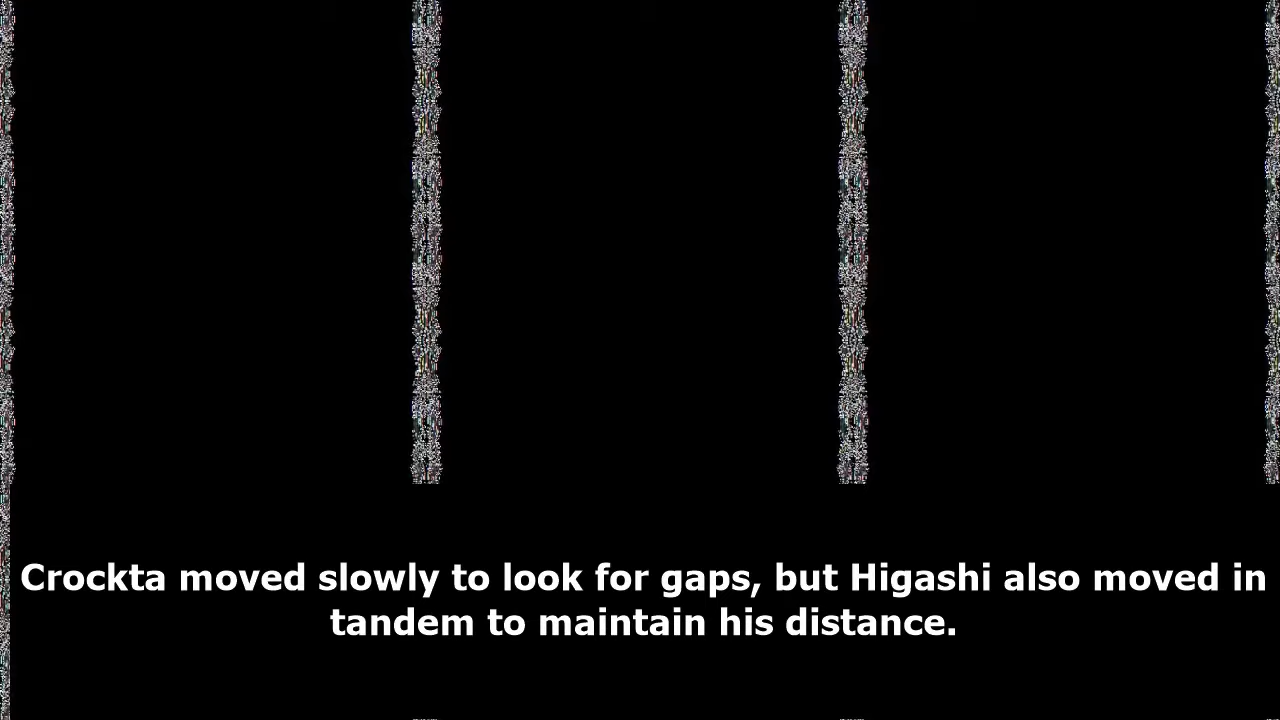 Crockta moved slowly to look for gaps, but Higashi also moved in
tandem to maintain his distance.